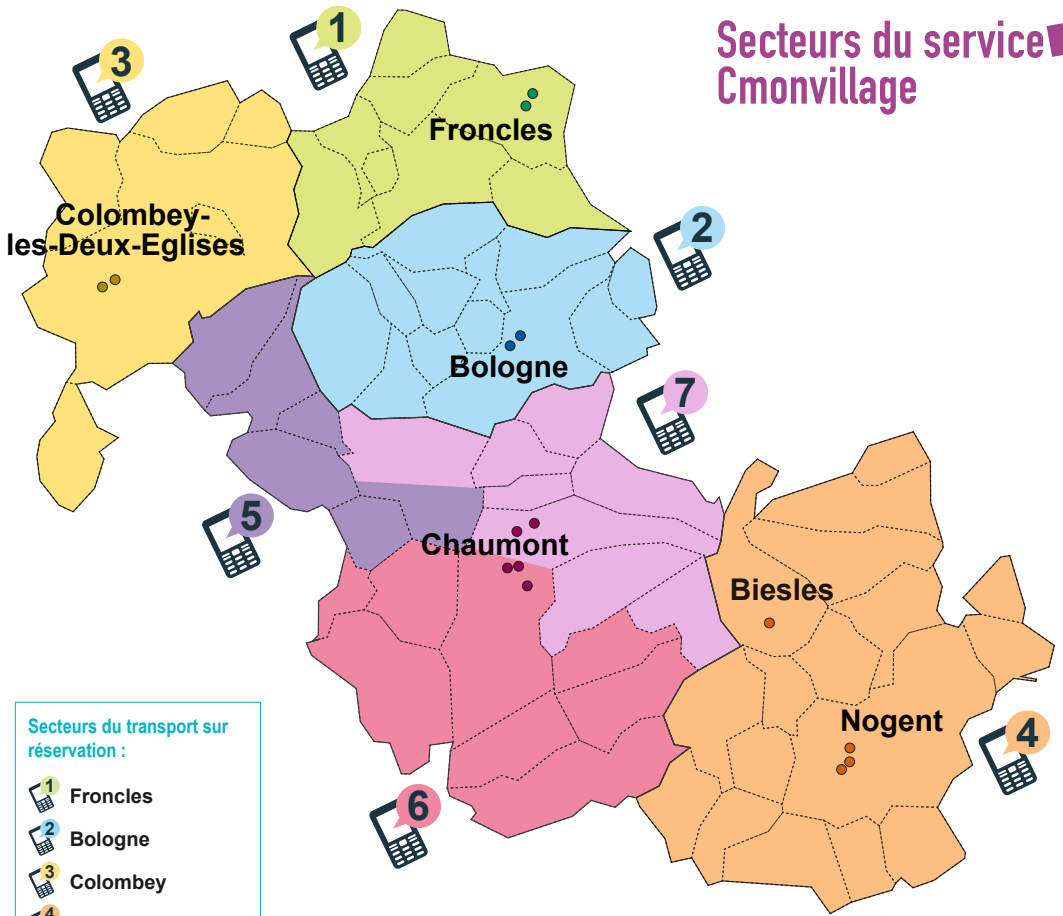 Secteurs du service
Cmonvillage
1
3
Froncles
Colombey-
les-Deux-Eglises
2
Bologne
7
5
Chaumont
Biesles
Nogent
4
6
Secteurs du transport sur
réservation :
1 Froncles
2 Bologne
3 Colombey
4